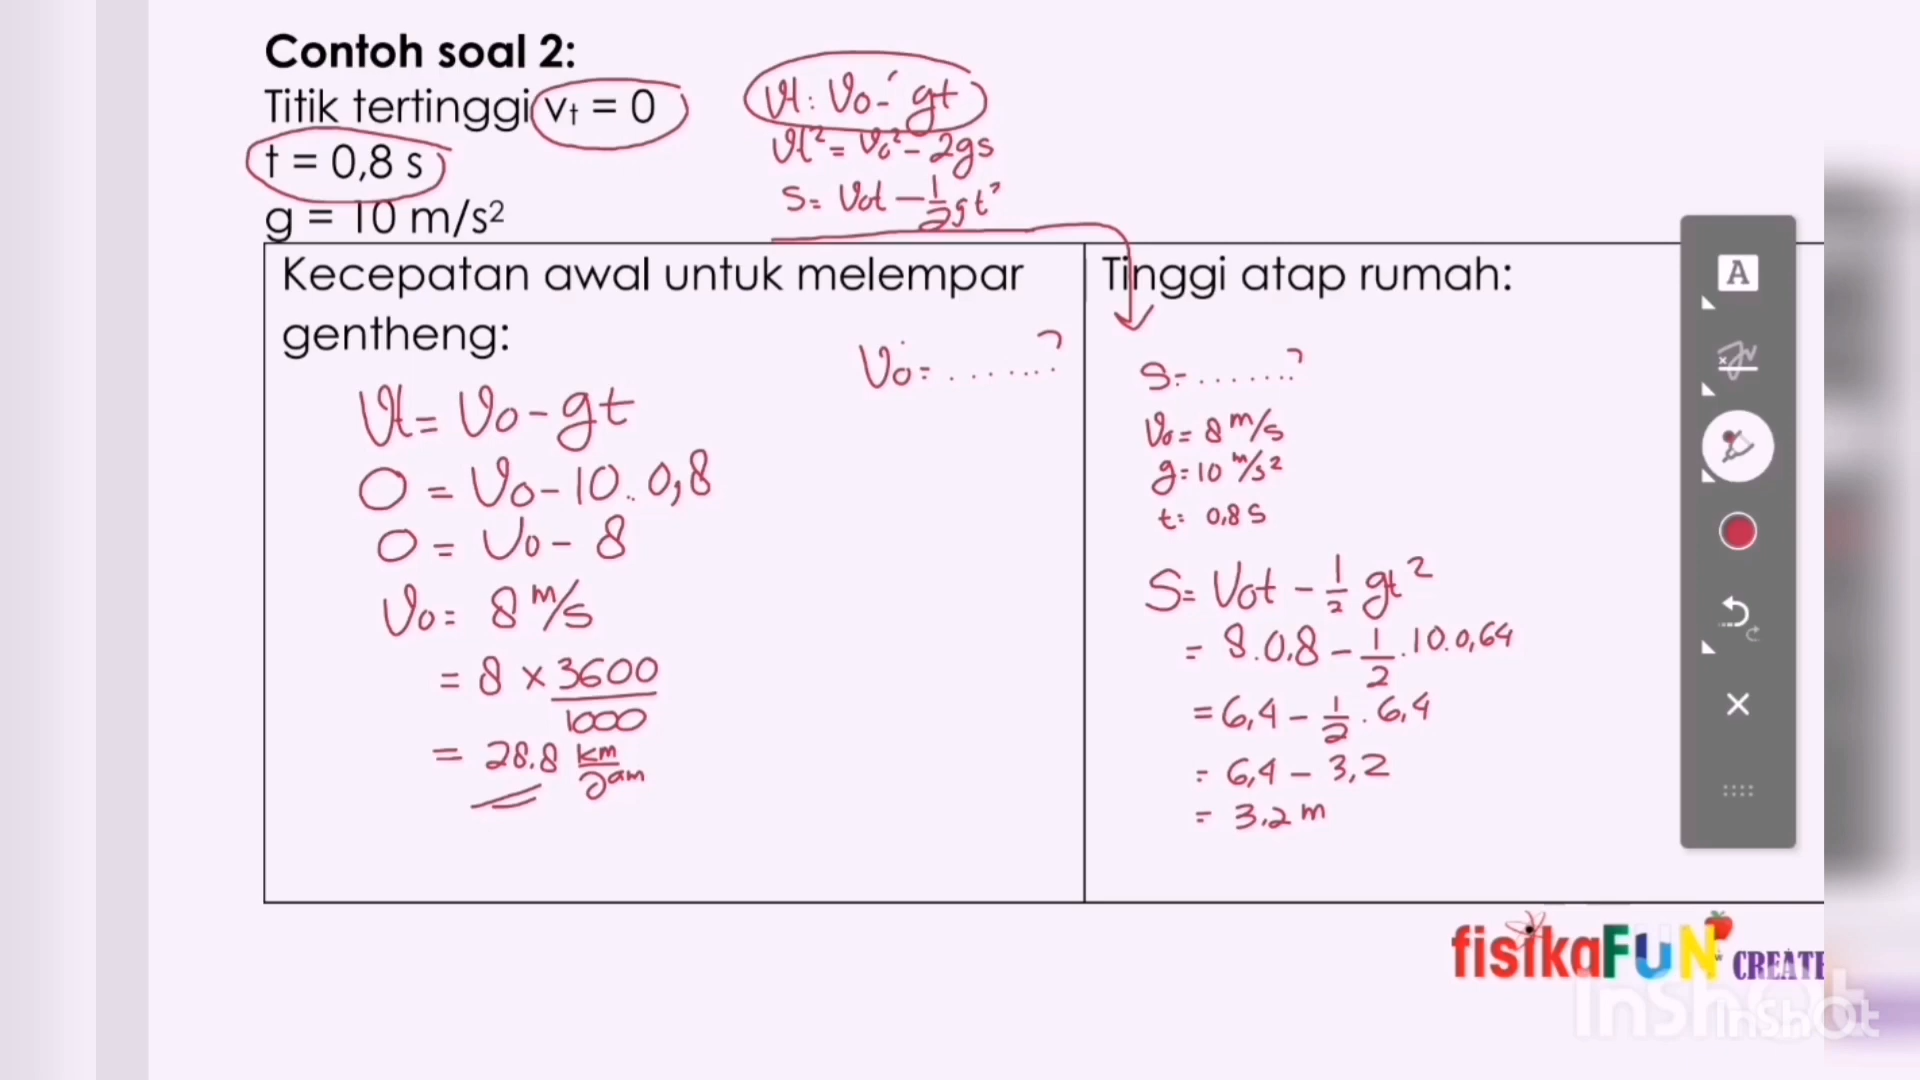 Contoh soal 2:
Titik tertinggi vt = 0
t = 0,8 s
g = 10 m/s²
Vt = Vo - gt
Vt² = Vo² - 2gs
S = Vot - 1/2 gt²
Kecepatan awal untuk melempar
gentheng:
Vo = .......?
Vt = Vo - gt
0 = Vo - 10 . 0,8
0 = Vo - 8
Vo = 8 m/s
= 8 × 3600/1000
= 28.8 km/Jam
Tinggi atap rumah:
S = .......?
Vo = 8 m/s
g = 10 m/s²
t = 0,8 S
S = Vot - 1/2 gt²
= 8 . 0,8 - 1/2 . 10 . 0,64
= 6,4 - 1/2 . 6,4
= 6,4 - 3,2
= 3.2 m
A
fisikaFUN CREATE
InShOt
InShOt